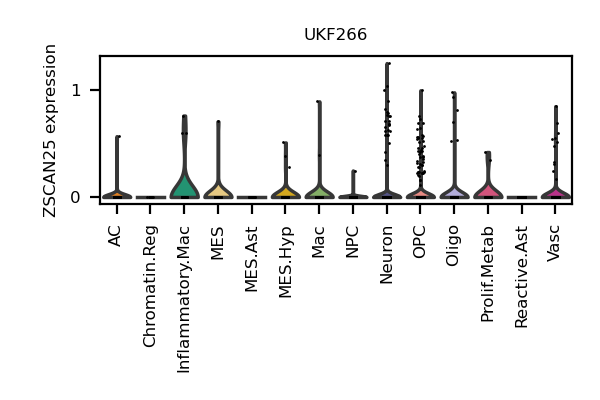 UKF266
ZSCAN25 expression
1
0
AC
Chromatin.Reg
Inflammatory.Mac
MES
MES.Ast
MES.Hyp
Mac
NPC
Neuron
OPC
Oligo
Prolif.Metab
Reactive.Ast
Vasc